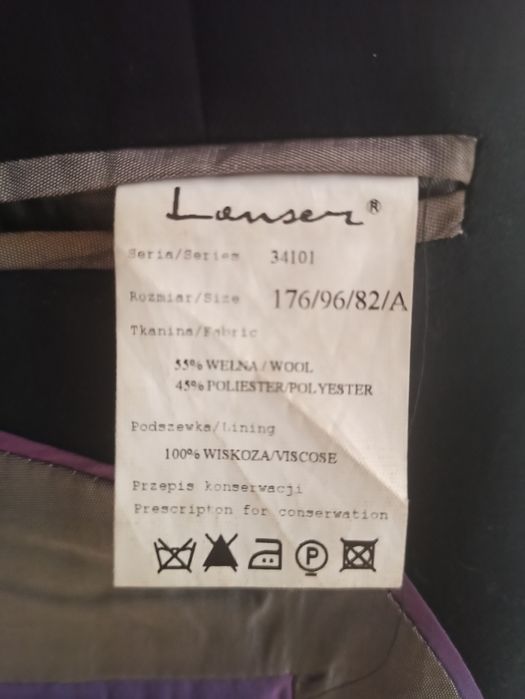 Lanser®
Seria/Series 34101
Rozmiar/Size 176/96/82/A
Tkanina/Fabric
55% WEŁNA / WOOL
45% POLIESTER/POLYESTER
Podszewka/Lining
100% WISKOZA/VISCOSE
Przepis konserwacji
Prescripton for conserwation
P